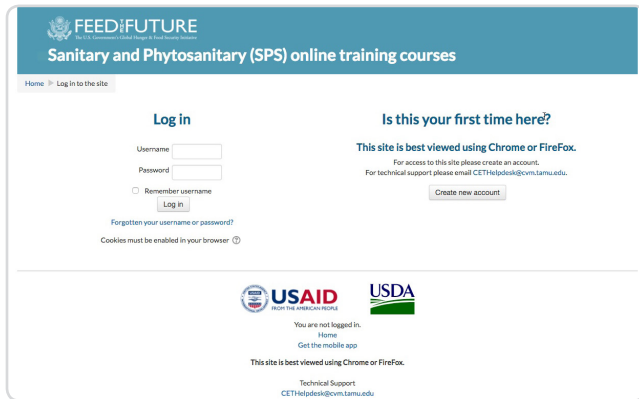 FEED THE FUTURE
The U.S. Government's Global Hunger & Food Security Initiative
Sanitary and Phytosanitary (SPS) online training courses
Home Log in to the site
Log in
Username
Password
Remember username
Log in
Forgotten your username or password?
Cookies must be enabled in your browser ?
Is this your first time here?
This site is best viewed using Chrome or FireFox.
For access to this site please create an account.
For technical support please email CETHelpdesk@cvm.tamu.edu.
Create new account
USAID
FROM THE AMERICAN PEOPLE
USDA
You are not logged in.
Home
Get the mobile app
This site is best viewed using Chrome or FireFox.
Technical Support
CETHelpdesk@cvm.tamu.edu